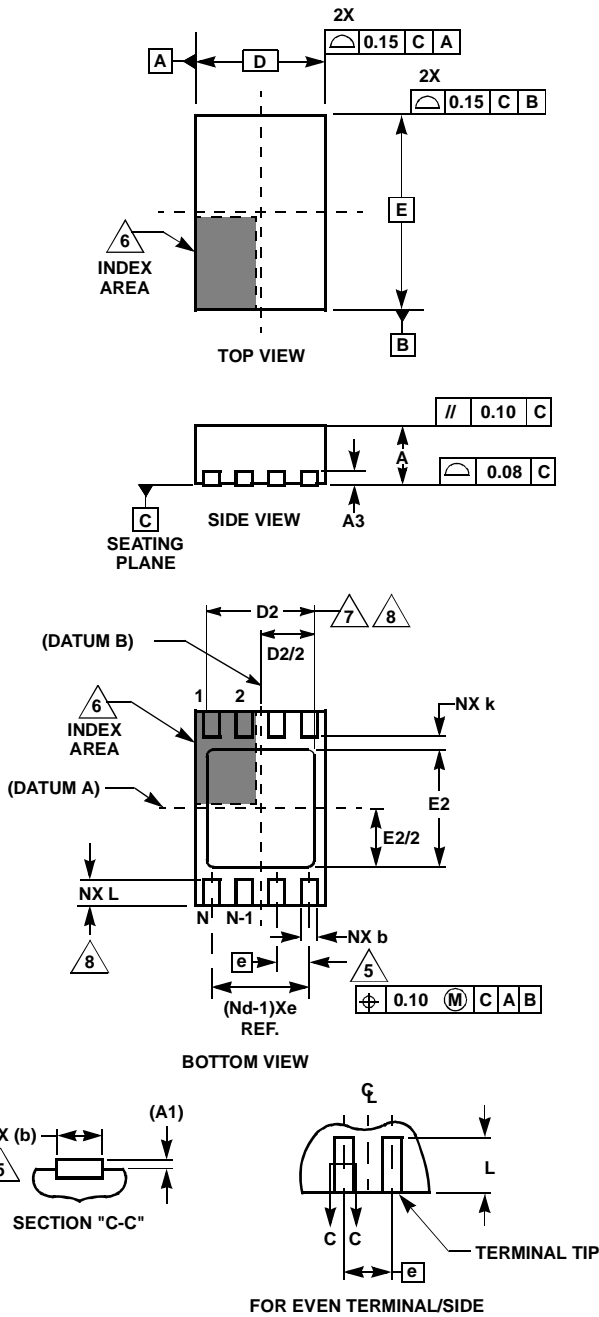 2X
⌓ 0.15 C A
A
D
2X
⌓ 0.15 C B
E
6
INDEX
AREA
B
TOP VIEW
// 0.10 C
A
⌓ 0.08 C
C
SIDE VIEW
A3
SEATING
PLANE
D2
7
8
(DATUM B)
D2/2
6
1
2
NX k
INDEX
AREA
(DATUM A)
E2
E2/2
NX L
N
N-1
8
NX b
e
5
(Nd-1)Xe
REF.
⌖ 0.10 Ⓜ C A B
BOTTOM VIEW
X (b)
(A1)
5
SECTION "C-C"
℄
L
C
C
TERMINAL TIP
e
FOR EVEN TERMINAL/SIDE